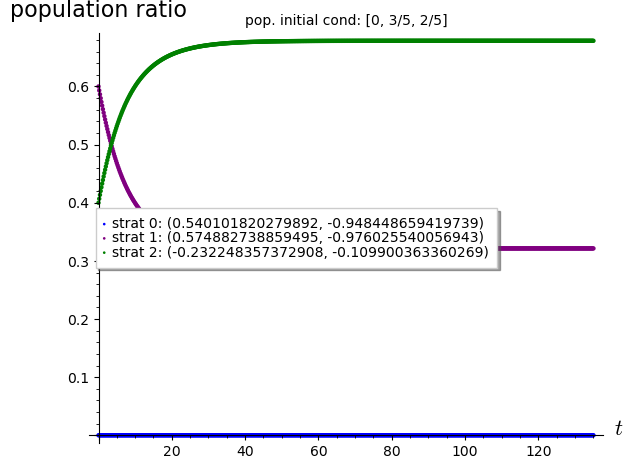 population ratio
pop. initial cond: [0, 3/5, 2/5]
0.6
0.5
0.4
strat 0: (0.540101820279892, -0.948448659419739)
strat 1: (0.574882738859495, -0.976025540056943)
strat 2: (-0.232248357372908, -0.109900363360269)
0.3
0.2
0.1
t
20 40 60 80 100 120